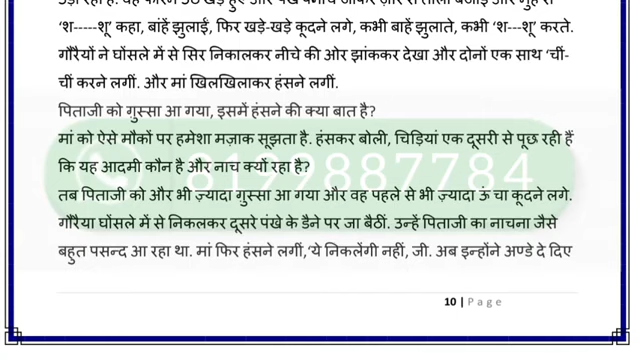 ‘श-----शू’ कहा, बांहें झुलाईं, फिर खड़े-खड़े कूदने लगे, कभी बाहें झुलाते, कभी ‘श---शू’ करते.
गौरैयों ने घोंसले में से सिर निकालकर नीचे की ओर झांककर देखा और दोनों एक साथ ‘चीं-
चीं करने लगीं. और मां खिलखिलाकर हंसने लगीं.
पिताजी को गुस्सा आ गया, इसमें हंसने की क्या बात है?
मां को ऐसे मौकों पर हमेशा मज़ाक सूझता है. हंसकर बोली, चिड़ियां एक दूसरी से पूछ रही हैं
कि यह आदमी कौन है और नाच क्यों रहा है?
तब पिताजी को और भी ज़्यादा गुस्सा आ गया और वह पहले से भी ज़्यादा ऊं चा कूदने लगे.
गौरैया घोंसले में से निकलकर दूसरे पंखे के डैने पर जा बैठीं. उन्हें पिताजी का नाचना जैसे
बहुत पसन्द आ रहा था. मां फिर हंसने लगीं,‘ये निकलेंगी नहीं, जी. अब इन्होंने अण्डे दे दिए
8199887784
10 | Page